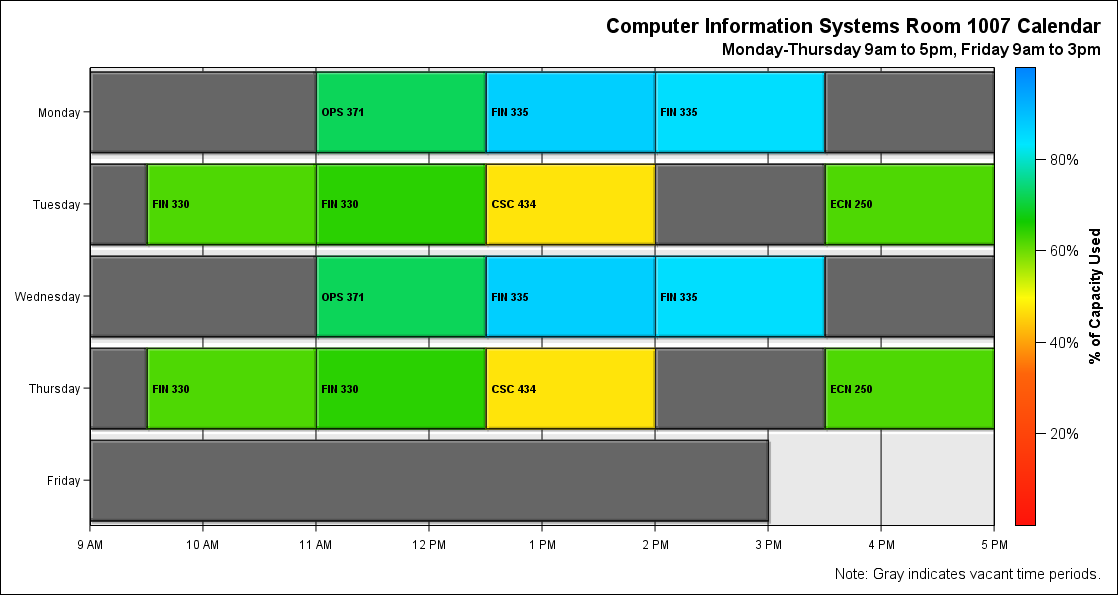 Computer Information Systems Room 1007 Calendar
Monday-Thursday 9am to 5pm, Friday 9am to 3pm
Monday
OPS 371
FIN 335
FIN 335
Tuesday
FIN 330
FIN 330
CSC 434
ECN 250
Wednesday
OPS 371
FIN 335
FIN 335
Thursday
FIN 330
FIN 330
CSC 434
ECN 250
Friday
9 AM
10 AM
11 AM
12 PM
1 PM
2 PM
3 PM
4 PM
5 PM
80%
60%
40%
20%
% of Capacity Used
Note: Gray indicates vacant time periods.